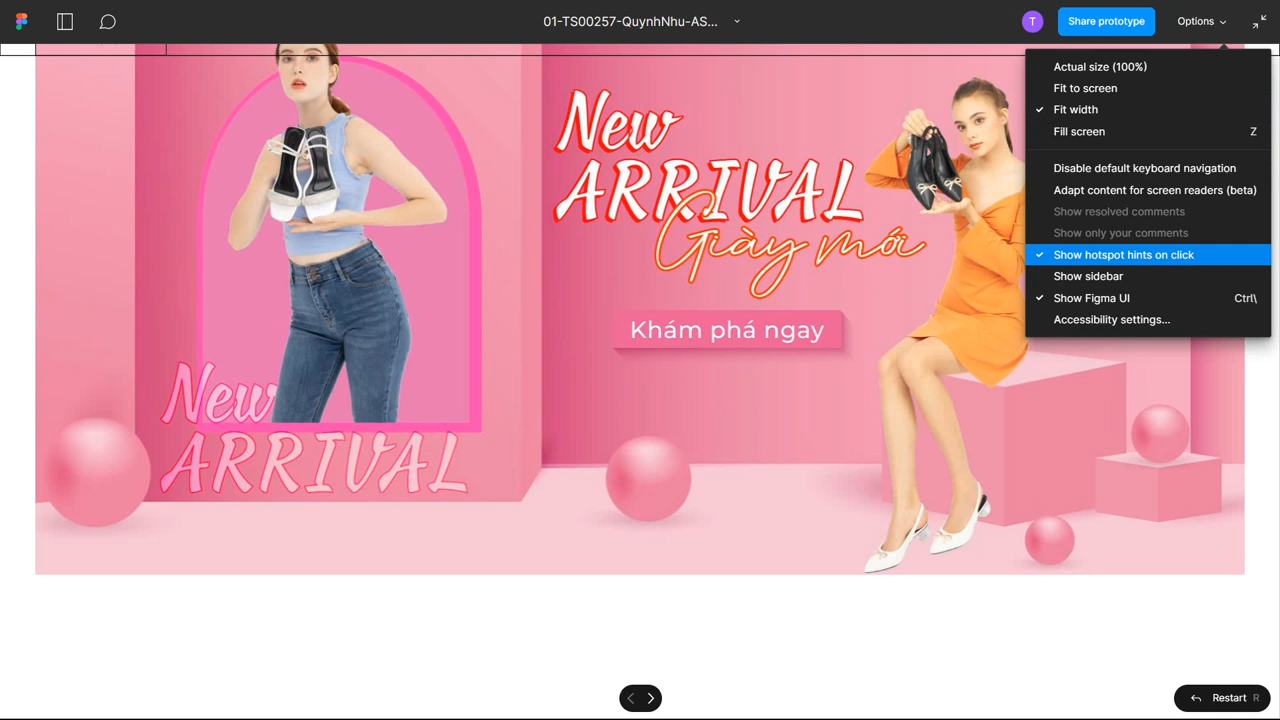 01-TS00257-QuynhNhu-AS...
T
Share prototype
Options
Actual size (100%)
Fit to screen
Fit width
Fill screen Z
Disable default keyboard navigation
Adapt content for screen readers (beta)
Show resolved comments
Show only your comments
Show hotspot hints on click
Show sidebar
Show Figma UI Ctrl\
Accessibility settings...
New
ARRIVAL
Giày mới
Khám phá ngay
New
ARRIVAL
Restart R